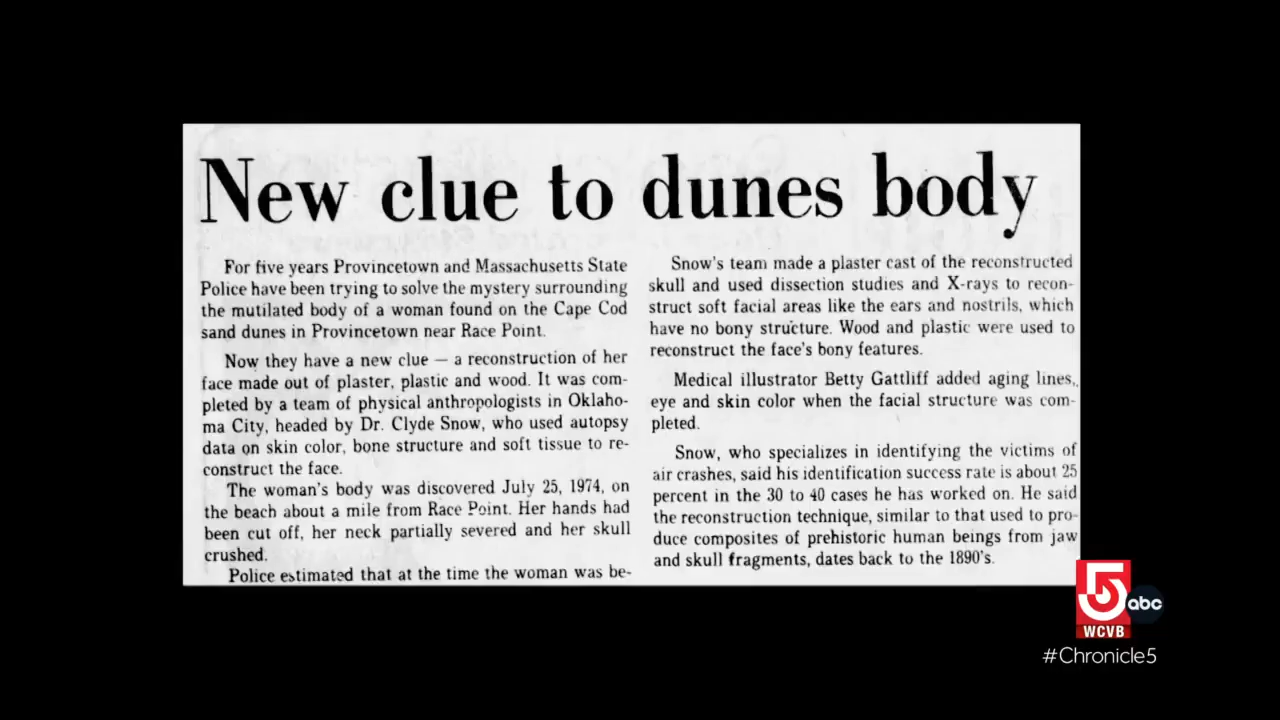 New clue to dunes body
For five years Provincetown and Massachusetts State
Police have been trying to solve the mystery surrounding
the mutilated body of a woman found on the Cape Cod
sand dunes in Provincetown near Race Point.
Now they have a new clue — a reconstruction of her
face made out of plaster, plastic and wood. It was com-
pleted by a team of physical anthropologists in Oklaho-
ma City, headed by Dr. Clyde Snow, who used autopsy
data on skin color, bone structure and soft tissue to re-
construct the face.
The woman's body was discovered July 25, 1974, on
the beach about a mile from Race Point. Her hands had
been cut off, her neck partially severed and her skull
crushed.
Police estimated that at the time the woman was be-
Snow's team made a plaster cast of the reconstructed
skull and used dissection studies and X-rays to recon-
struct soft facial areas like the ears and nostrils, which
have no bony structure. Wood and plastic were used to
reconstruct the face's bony features.
Medical illustrator Betty Gattliff added aging lines,
eye and skin color when the facial structure was com-
pleted.
Snow, who specializes in identifying the victims of
air crashes, said his identification success rate is about 25
percent in the 30 to 40 cases he has worked on. He said
the reconstruction technique, similar to that used to pro-
duce composites of prehistoric human beings from jaw
and skull fragments, dates back to the 1890's.
5 abc
WCVB
#Chronicle5